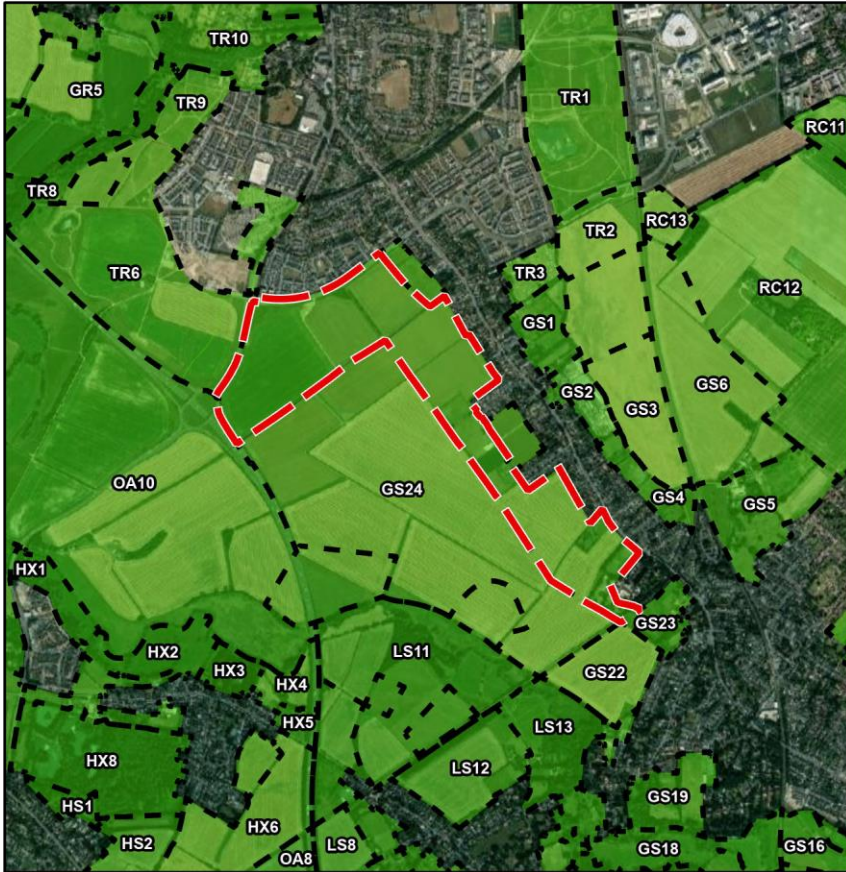 TR10
GR5
TR9
TR1
RC11
TR8
TR2
RC13
TR6
TR3
RC12
GS1
GS6
GS2
GS3
OA10
GS24
GS4
GS5
HX1
GS23
HX2
LS11
HX3
HX4
GS22
HX5
LS13
HX8
LS12
GS19
HS1
HX6
HS2
LS8
OA8
GS18
GS16